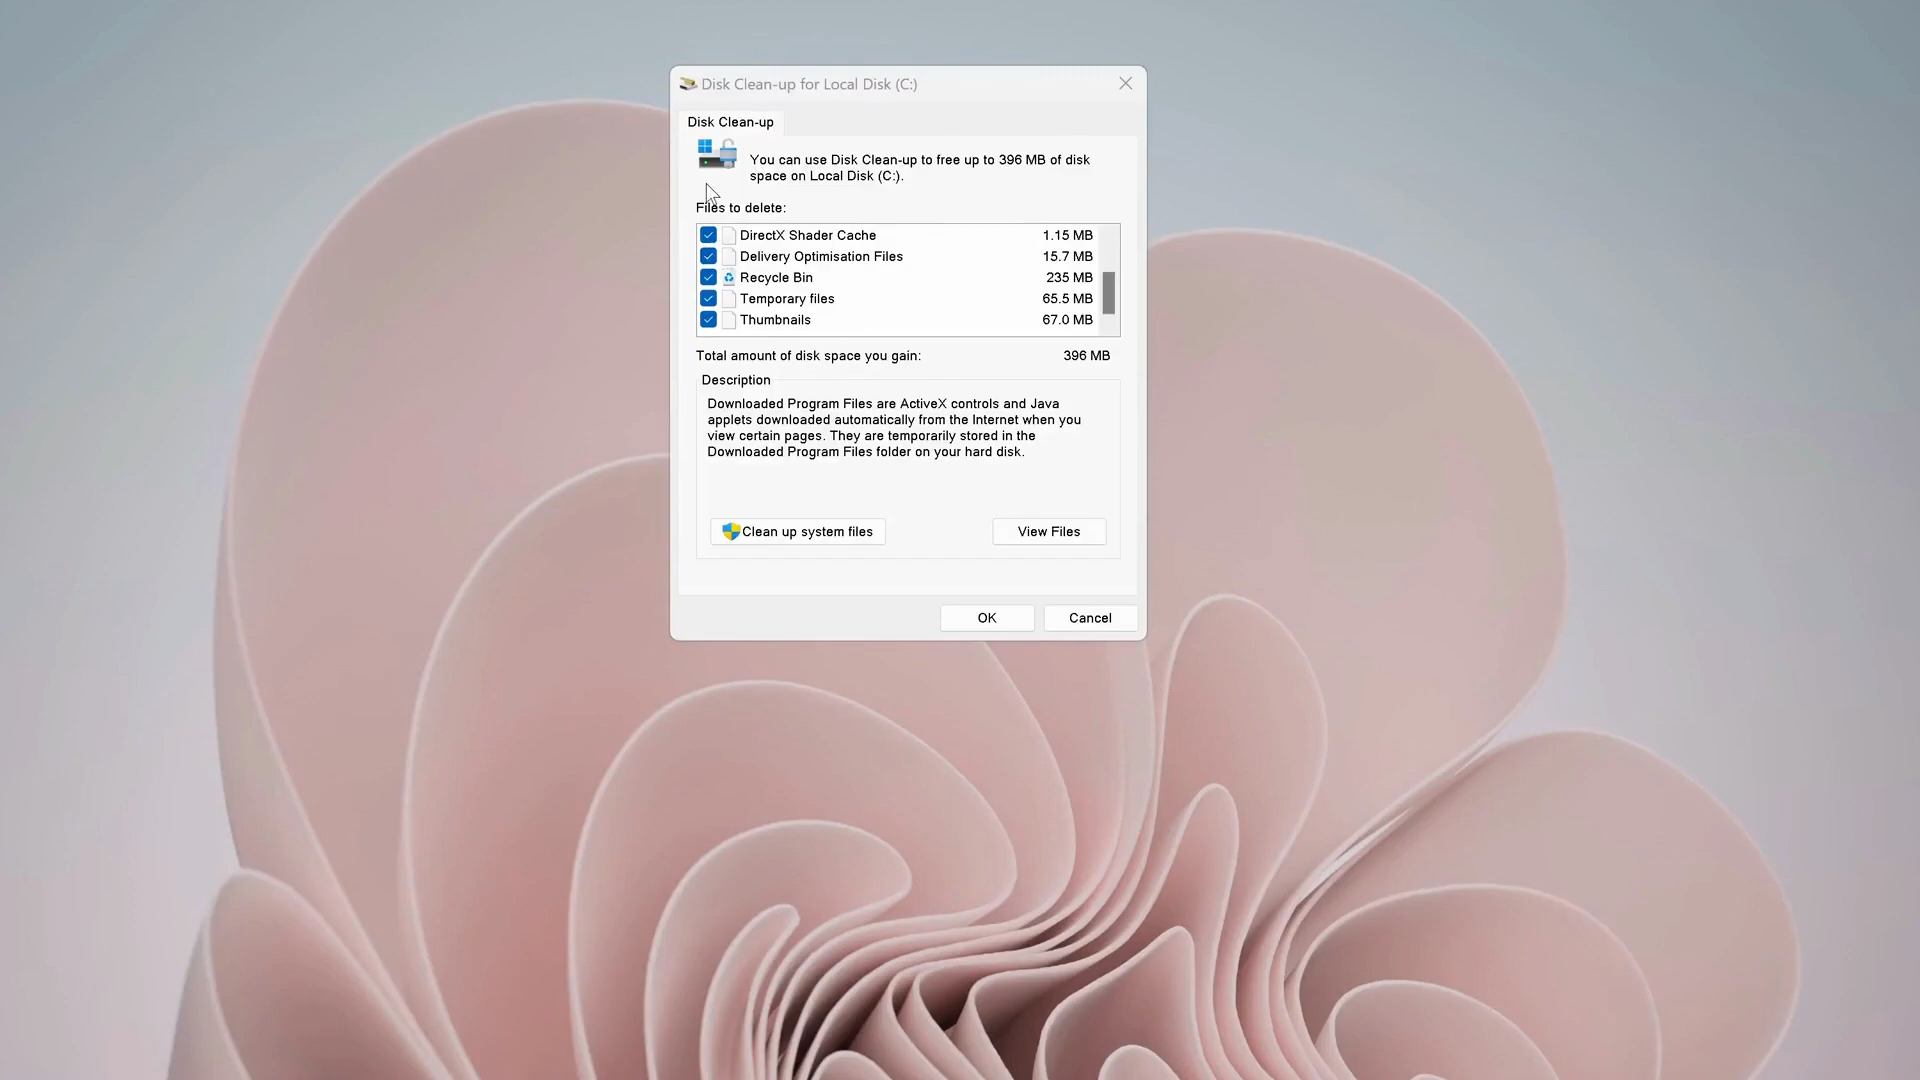 Disk Clean-up for Local Disk (C:)
Disk Clean-up
You can use Disk Clean-up to free up to 396 MB of disk
space on Local Disk (C:).
Files to delete:
DirectX Shader Cache 1.15 MB
Delivery Optimisation Files 15.7 MB
Recycle Bin 235 MB
Temporary files 65.5 MB
Thumbnails 67.0 MB
Total amount of disk space you gain: 396 MB
Description
Downloaded Program Files are ActiveX controls and Java
applets downloaded automatically from the Internet when you
view certain pages. They are temporarily stored in the
Downloaded Program Files folder on your hard disk.
Clean up system files View Files
OK Cancel